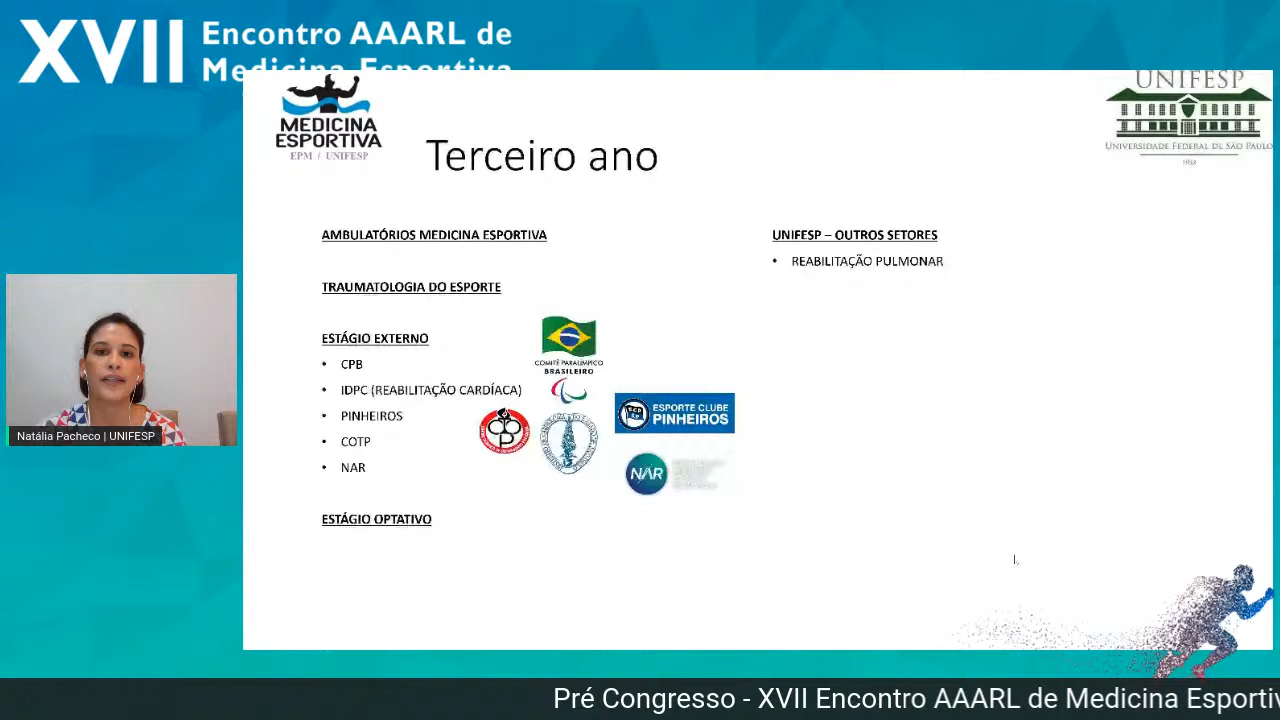 XVII Encontro AAARL de
Medicina Esportiva
MEDICINA
ESPORTIVA
EPM / UNIFESP
UNIFESP
UNIVERSIDADE FEDERAL DE SÃO PAULO
1933
Terceiro ano
AMBULATÓRIOS MEDICINA ESPORTIVA
TRAUMATOLOGIA DO ESPORTE
ESTÁGIO EXTERNO
• CPB
• IDPC (REABILITAÇÃO CARDÍACA)
• PINHEIROS
• COTP
• NAR
ESTÁGIO OPTATIVO
COMITÊ PARALÍMPICO
BRASILEIRO
ESPORTE CLUBE
PINHEIROS
NAR
UNIFESP – OUTROS SETORES
• REABILITAÇÃO PULMONAR
Natália Pacheco | UNIFESP
Pré Congresso - XVII Encontro AAARL de Medicina Esportiv